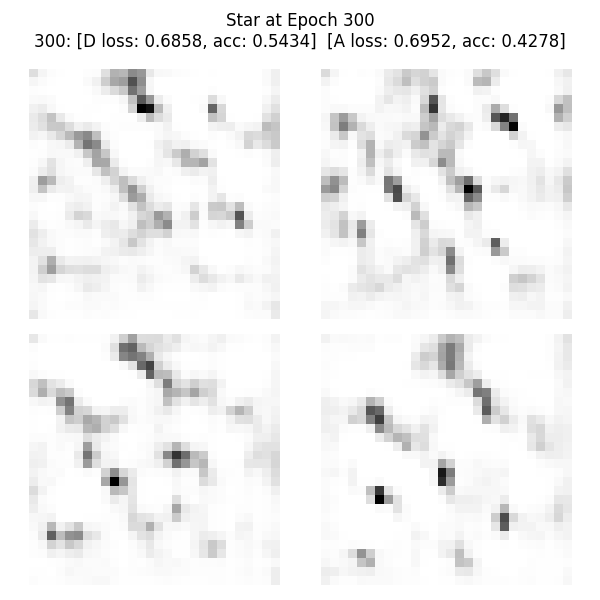 Star at Epoch 300
300: [D loss: 0.6858, acc: 0.5434]  [A loss: 0.6952, acc: 0.4278]